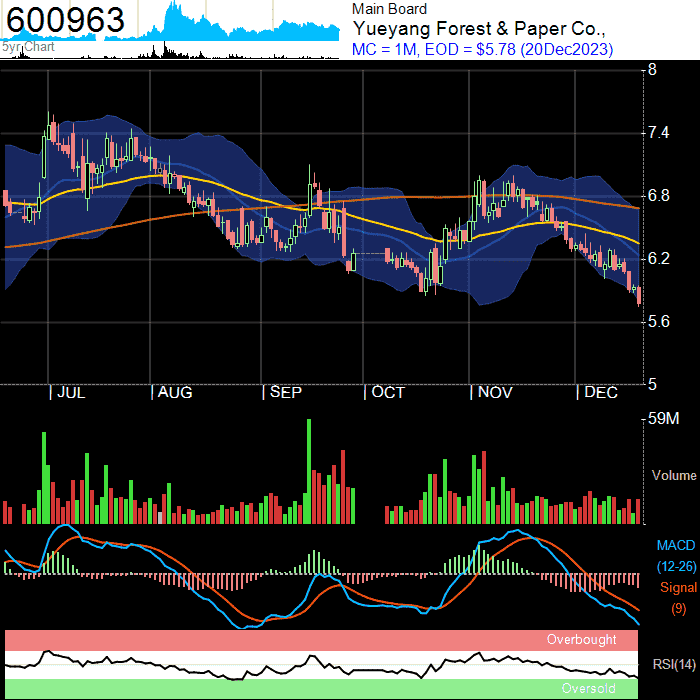 600963
5yr Chart
Main Board
Yueyang Forest & Paper Co.,
MC = 1M, EOD = $5.78 (20Dec2023)
8
7.4
6.8
6.2
5.6
5
| JUL | AUG | SEP | OCT | NOV | DEC
59M
Volume
MACD
(12-26)
Signal
(9)
Overbought
RSI(14)
Oversold